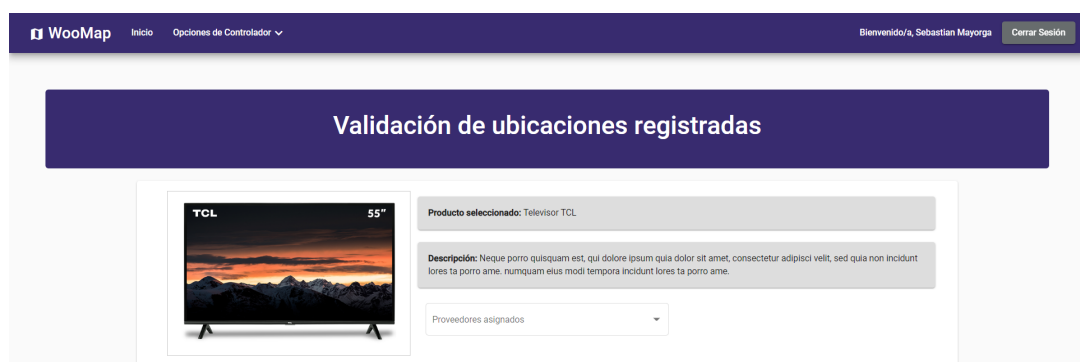 WooMap Inicio Opciones de Controlador Bienvenido/a, Sebastian Mayorga Cerrar Sesión
Validación de ubicaciones registradas
TCL 55"
TCL
Producto seleccionado: Televisor TCL
Descripción: Neque porro quisquam est, qui dolore ipsum quia dolor sit amet, consectetur adipisci velit, sed quia non incidunt
lores ta porro ame. numquam eius modi tempora incidunt lores ta porro ame.
Proveedores asignados